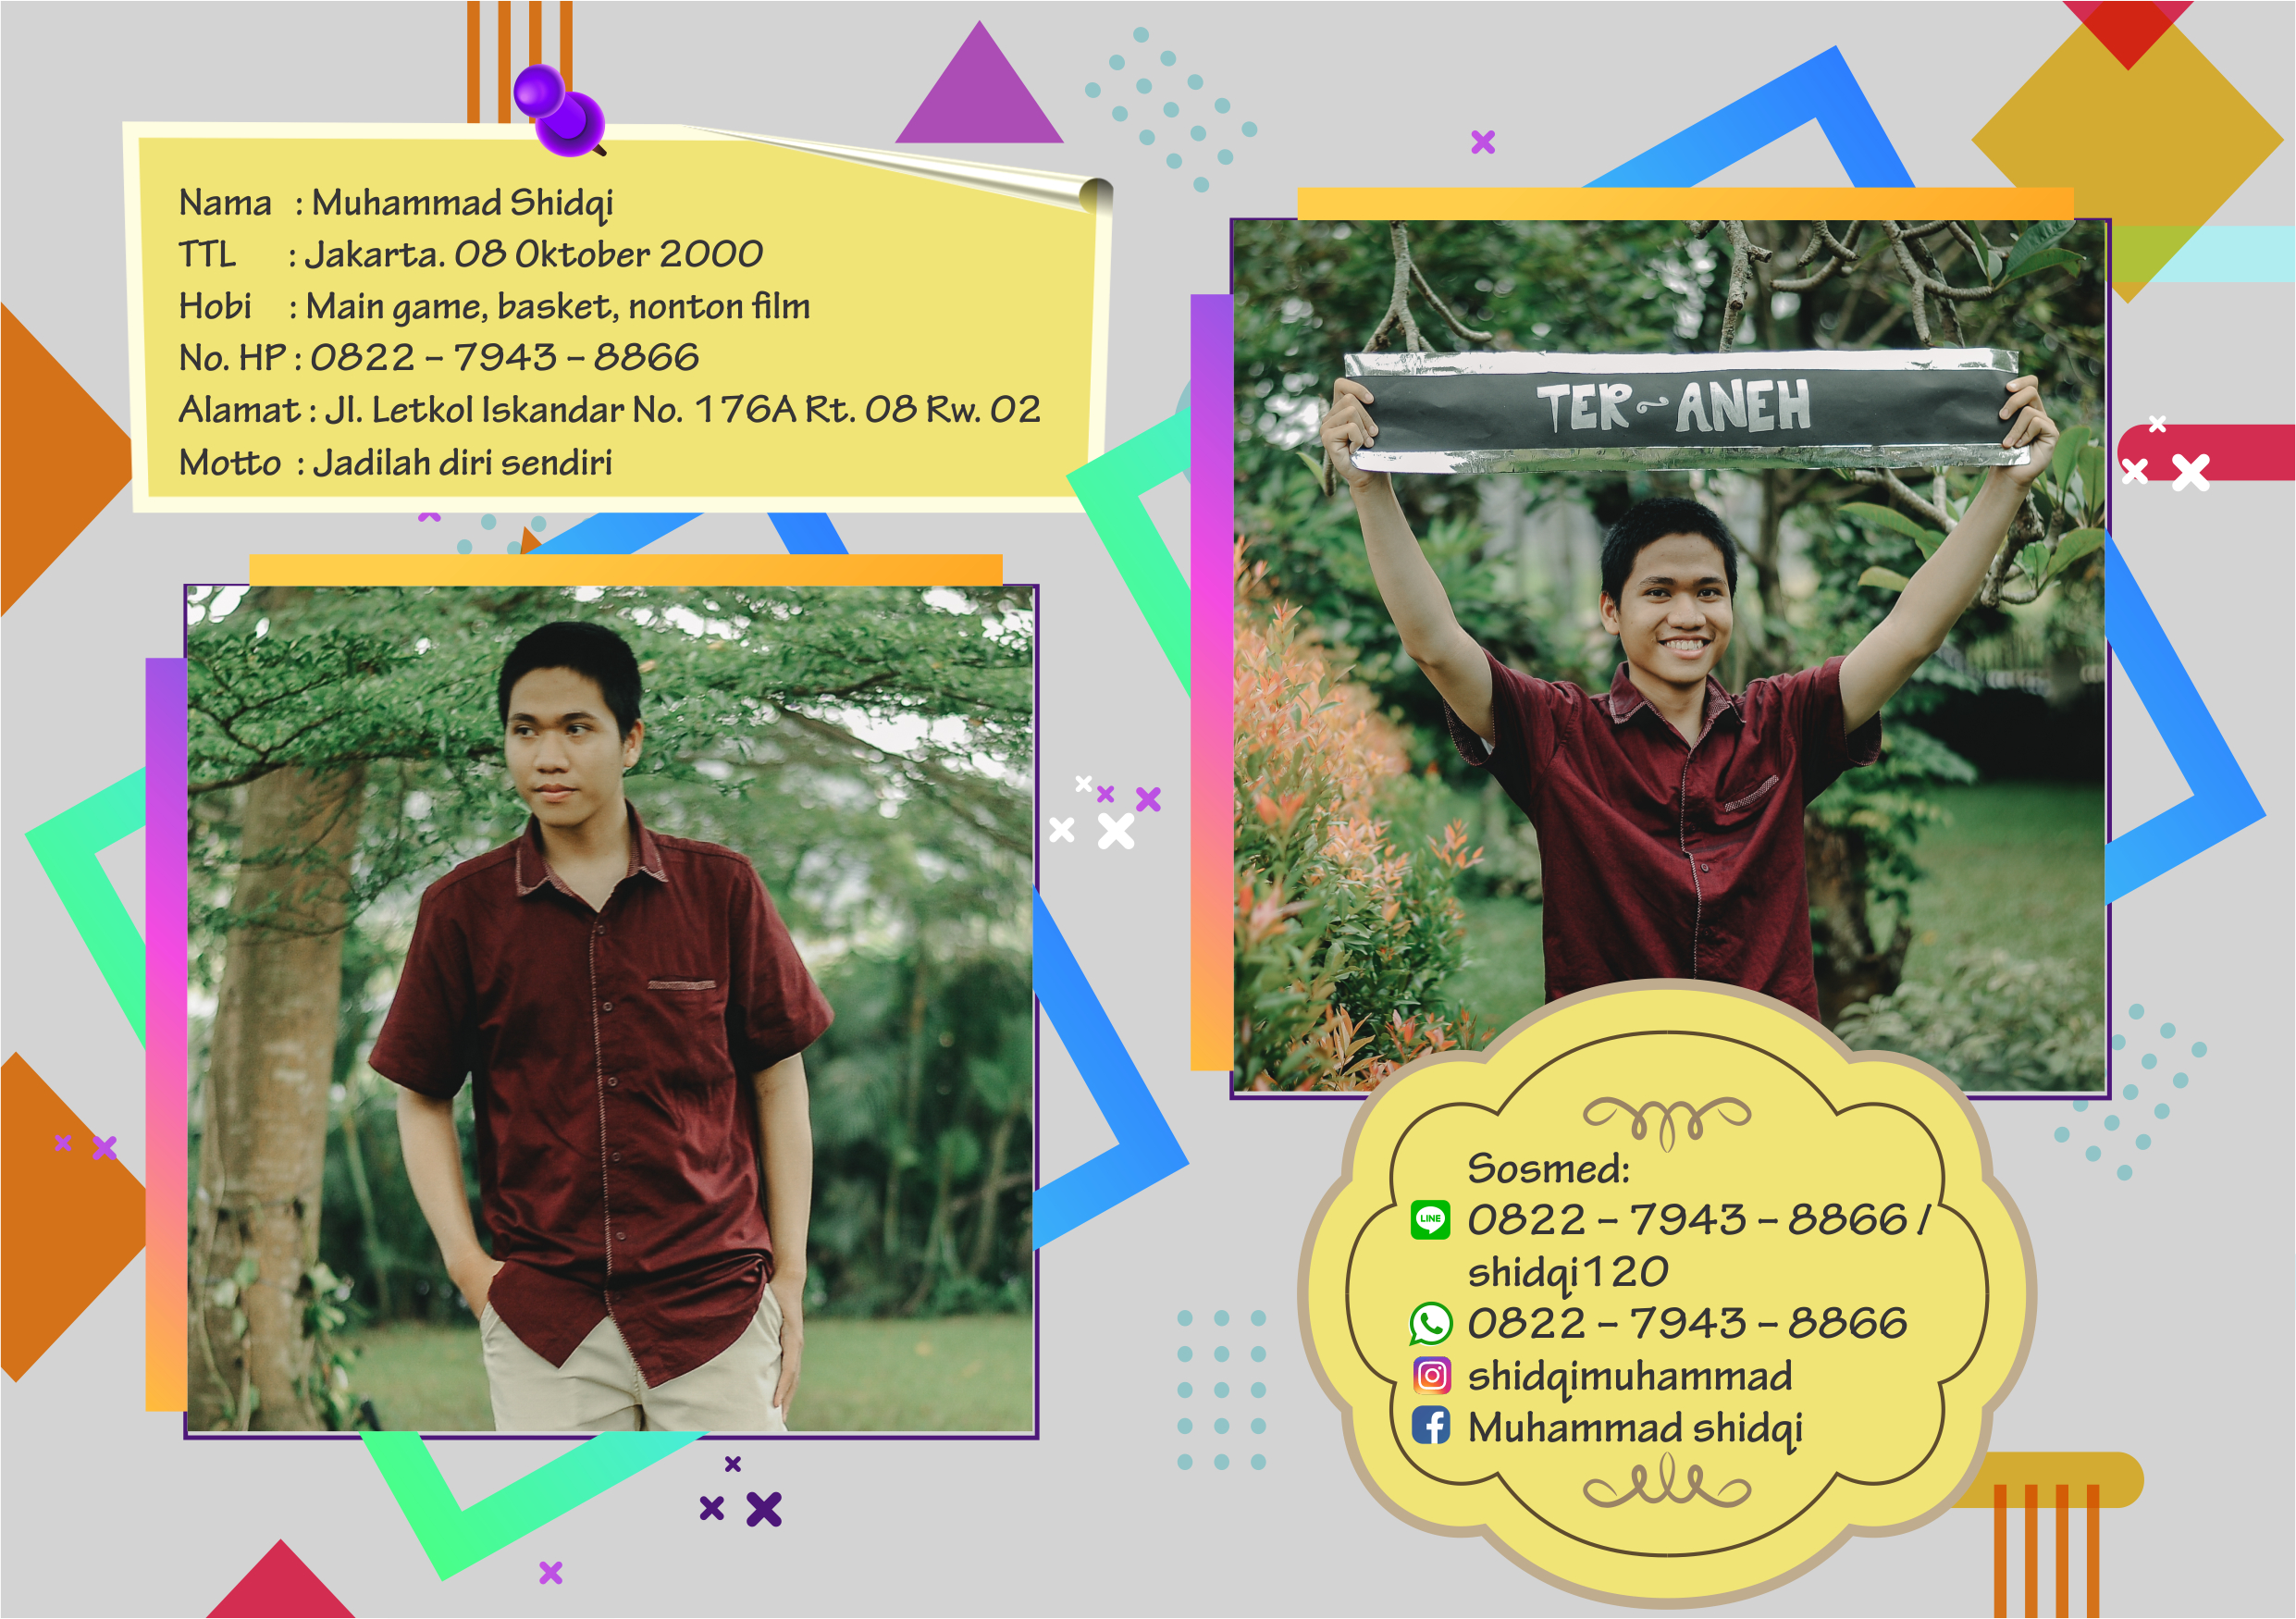 Nama : Muhammad Shidqi
TTL : Jakarta. 08 Oktober 2000
Hobi : Main game, basket, nonton film
No. HP : 0822 – 7943 – 8866
Alamat : Jl. Letkol Iskandar No. 176A Rt. 08 Rw. 02
Motto : Jadilah diri sendiri
TER~ANEH
Sosmed:
LINE 0822 – 7943 – 8866 /
shidqi120
0822 – 7943 – 8866
shidqimuhammad
Muhammad shidqi